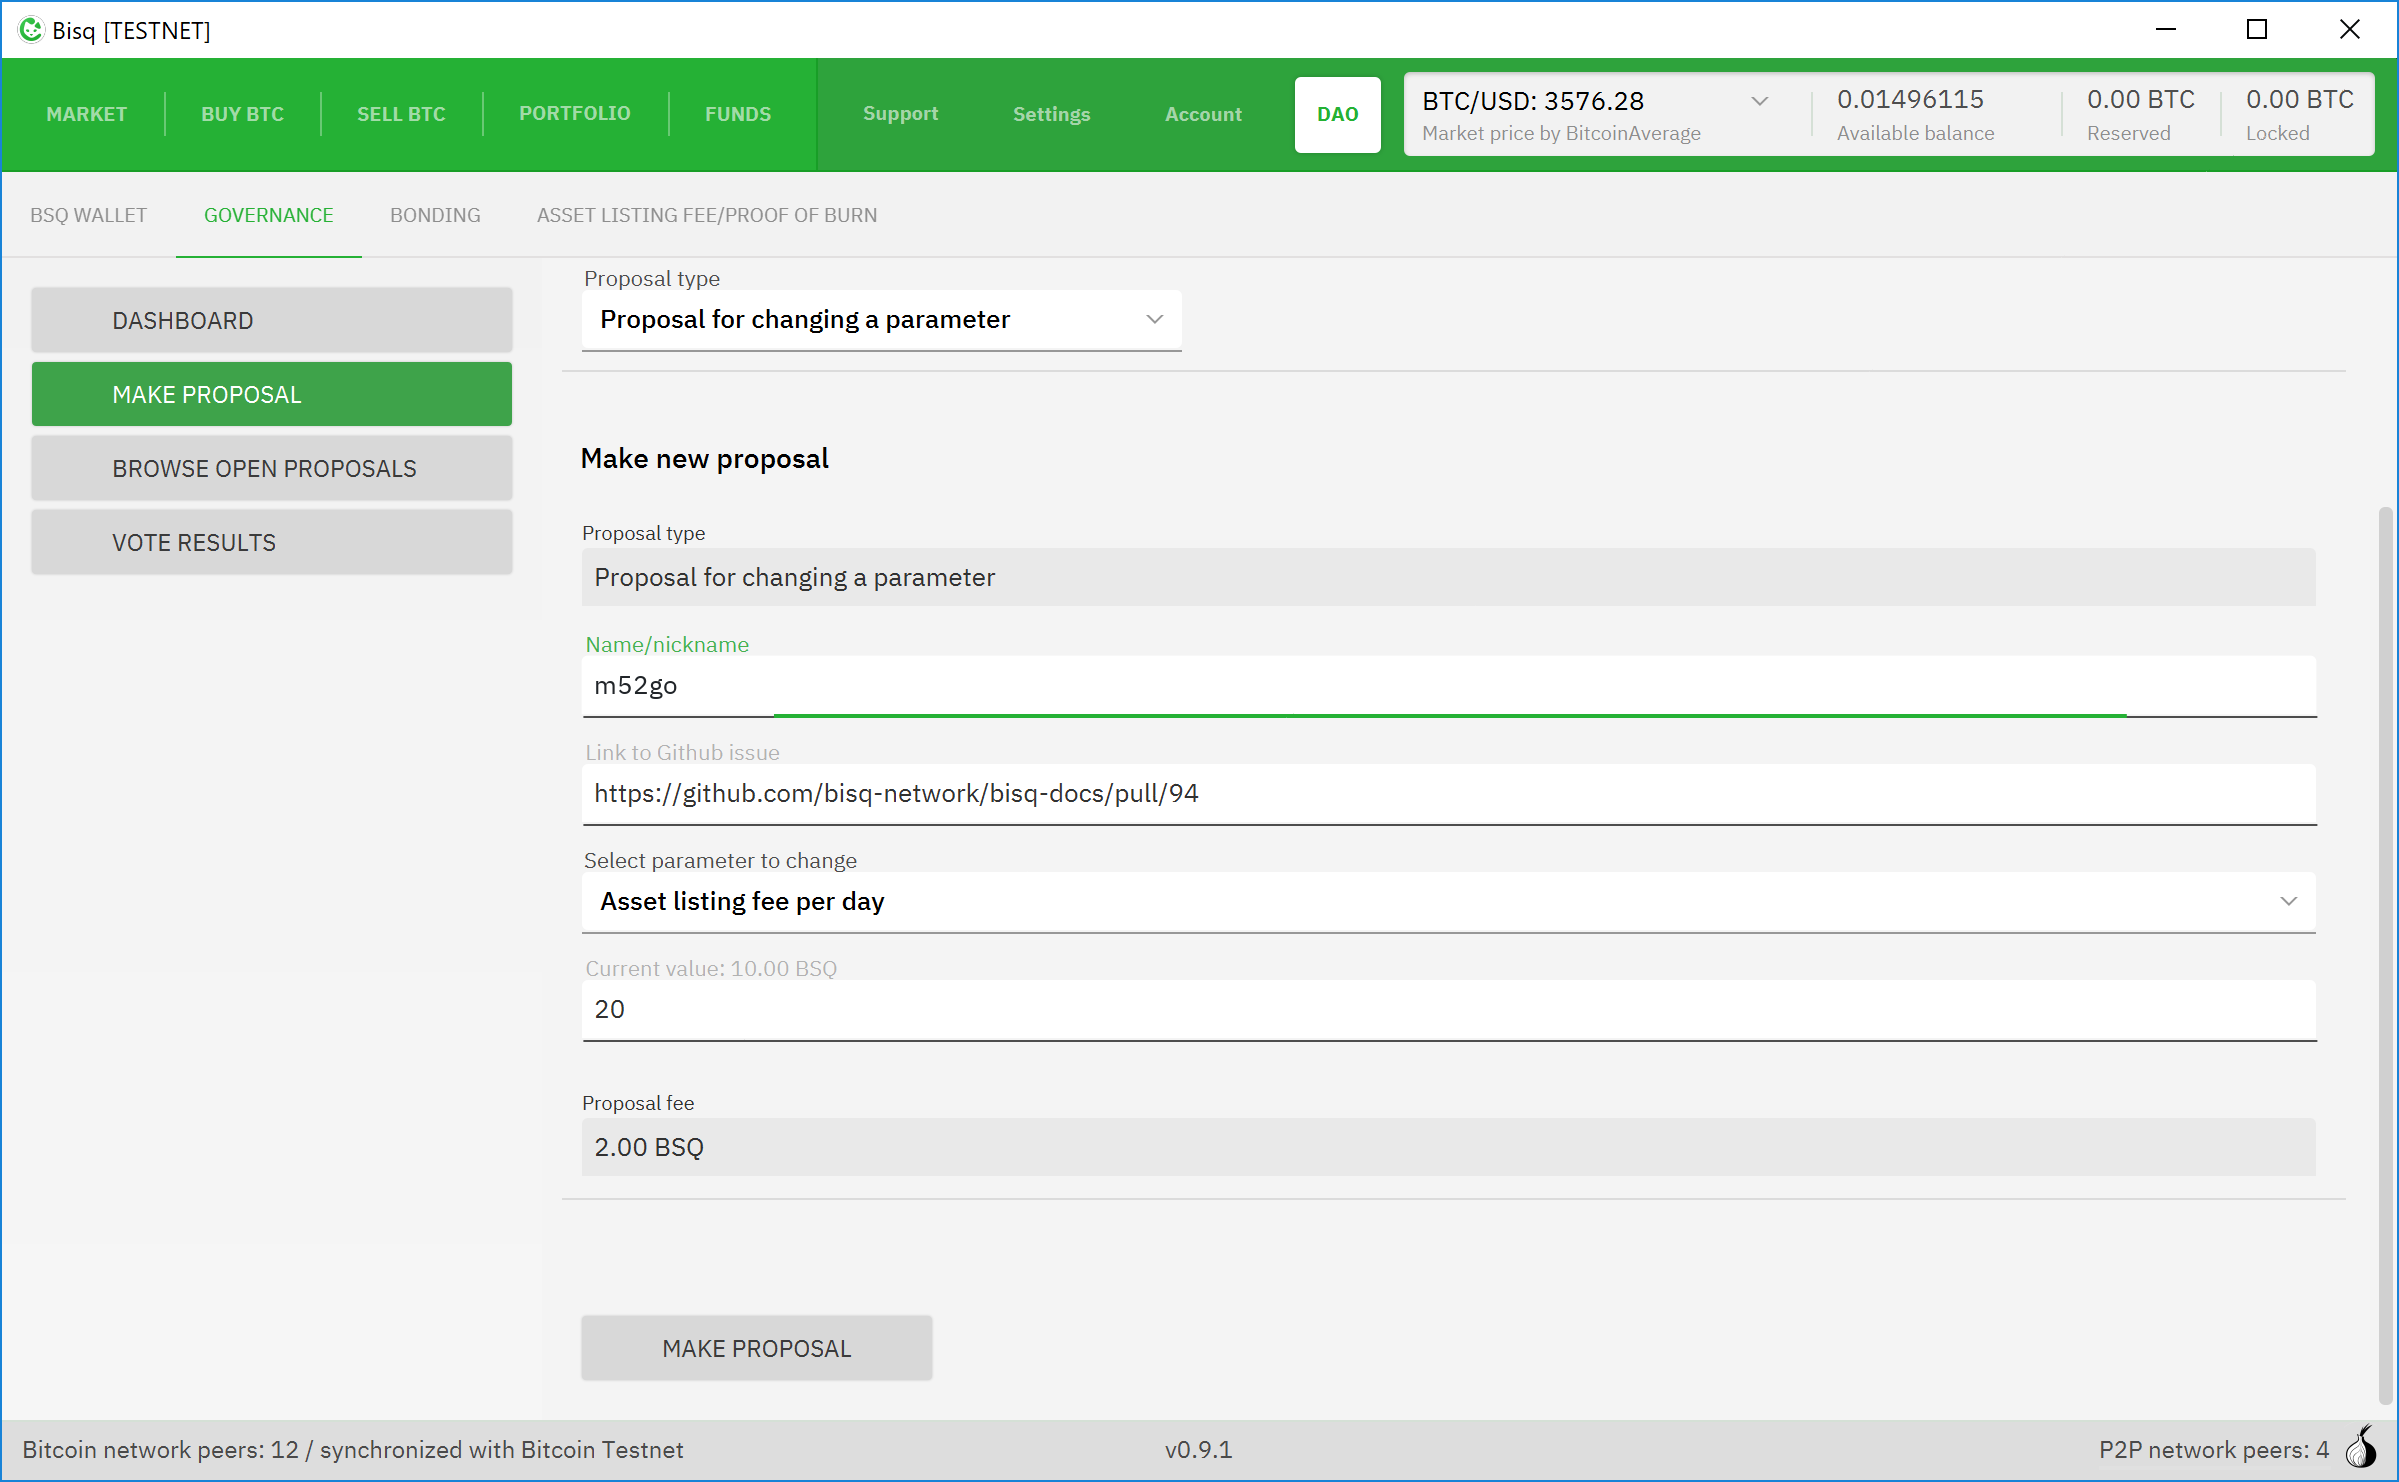 Bisq [TESTNET]
MARKET BUY BTC SELL BTC PORTFOLIO FUNDS Support Settings Account DAO
BTC/USD: 3576.28 0.01496115 0.00 BTC 0.00 BTC
Market price by BitcoinAverage Available balance Reserved Locked
BSQ WALLET GOVERNANCE BONDING ASSET LISTING FEE/PROOF OF BURN
DASHBOARD
MAKE PROPOSAL
BROWSE OPEN PROPOSALS
VOTE RESULTS
Proposal type
Proposal for changing a parameter
Make new proposal
Proposal type
Proposal for changing a parameter
Name/nickname
m52go
Link to Github issue
https://github.com/bisq-network/bisq-docs/pull/94
Select parameter to change
Asset listing fee per day
Current value: 10.00 BSQ
20
Proposal fee
2.00 BSQ
MAKE PROPOSAL
Bitcoin network peers: 12 / synchronized with Bitcoin Testnet v0.9.1 P2P network peers: 4